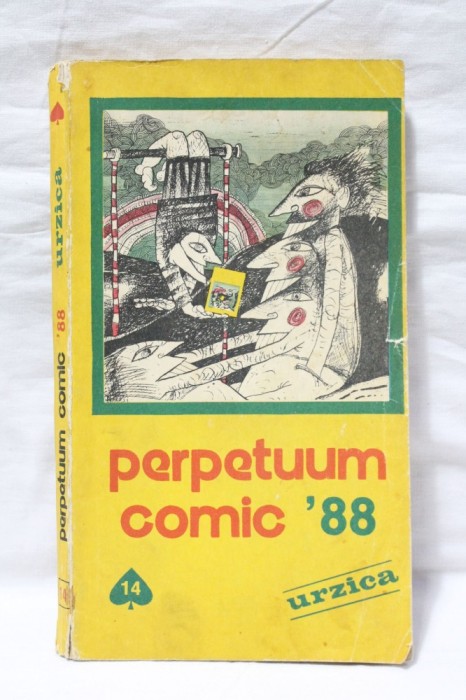 perpetuum
comic '88
14
urzica
perpetuum comic '88 urzica